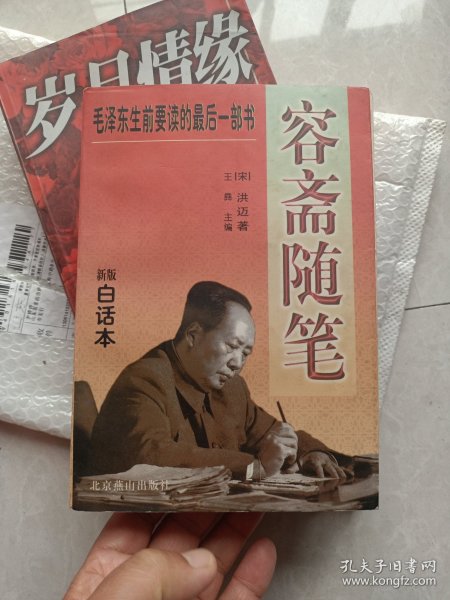 岁月情缘
毛泽东生前要读的最后一部书
容斋随笔
[宋]洪迈著
主编
新版
白话本
北京燕山出版社
孔夫子旧书网
www.kongfz.com